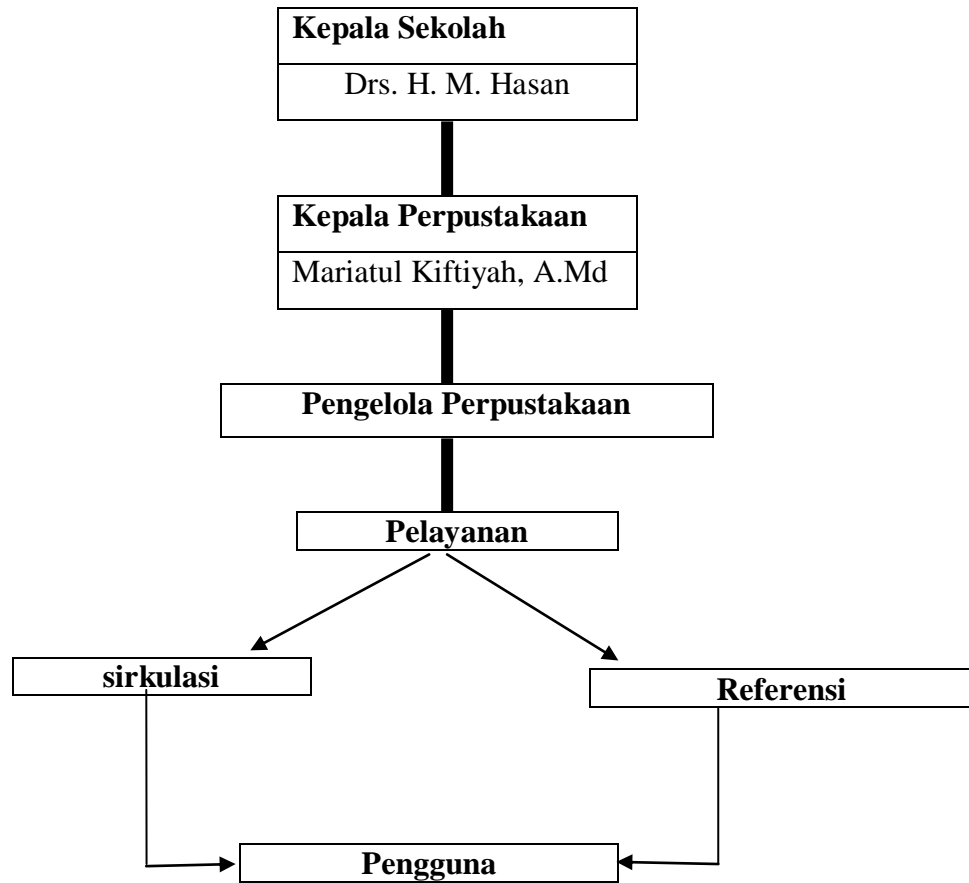 Kepala Sekolah
Drs. H. M. Hasan
Kepala Perpustakaan
Mariatul Kiftiyah, A.Md
Pengelola Perpustakaan
Pelayanan
sirkulasi
Referensi
Pengguna